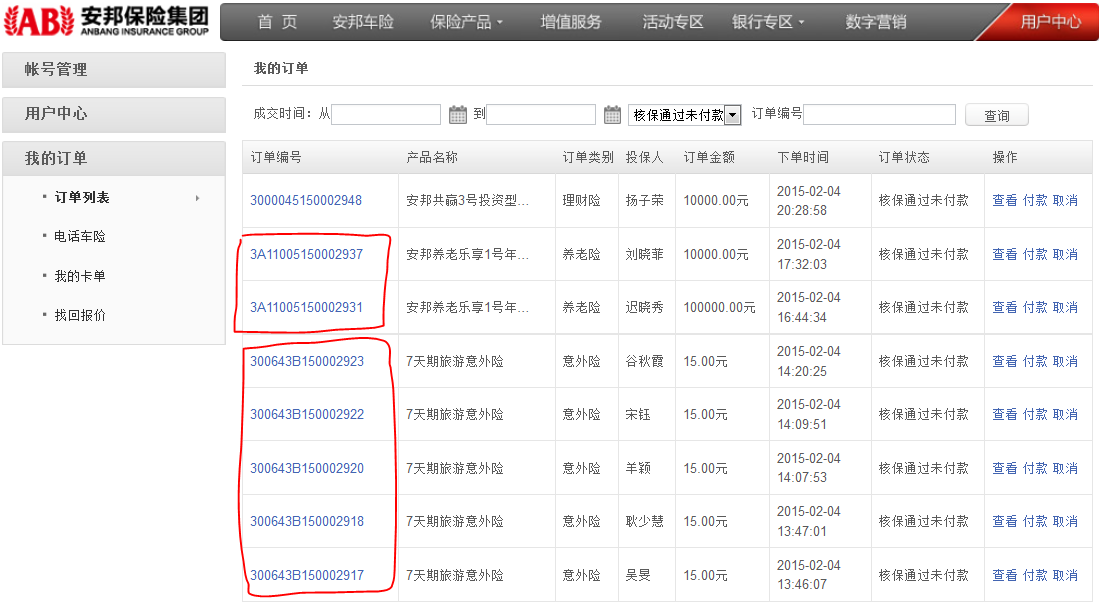 安邦保险集团
ANBANG INSURANCE GROUP
首 页 安邦车险 保险产品 增值服务 活动专区 银行专区 数字营销 用户中心
帐号管理
用户中心
我的订单
订单列表
电话车险
我的卡单
找回报价
我的订单
成交时间：从 到 核保通过未付款 订单编号 查询
订单编号 产品名称 订单类别 投保人 订单金额 下单时间 订单状态 操作
3000045150002948 安邦共赢3号投资型... 理财险 扬子荣 10000.00元 2015-02-04 20:28:58 核保通过未付款 查看 付款 取消
3A11005150002937 安邦养老乐享1号年... 养老险 刘晓菲 10000.00元 2015-02-04 17:32:03 核保通过未付款 查看 付款 取消
3A11005150002931 安邦养老乐享1号年... 养老险 迟晓秀 100000.00元 2015-02-04 16:44:34 核保通过未付款 查看 付款 取消
300643B150002923 7天期旅游意外险 意外险 谷秋霞 15.00元 2015-02-04 14:20:25 核保通过未付款 查看 付款 取消
300643B150002922 7天期旅游意外险 意外险 宋钰 15.00元 2015-02-04 14:09:51 核保通过未付款 查看 付款 取消
300643B150002920 7天期旅游意外险 意外险 羊颖 15.00元 2015-02-04 14:07:53 核保通过未付款 查看 付款 取消
300643B150002918 7天期旅游意外险 意外险 耿少慧 15.00元 2015-02-04 13:47:01 核保通过未付款 查看 付款 取消
300643B150002917 7天期旅游意外险 意外险 吴旻 15.00元 2015-02-04 13:46:07 核保通过未付款 查看 付款 取消